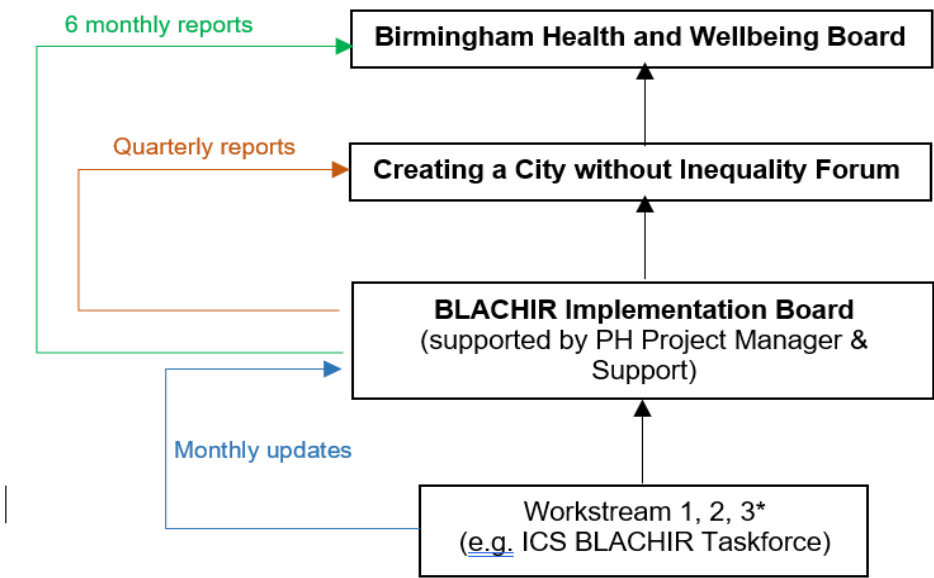 6 monthly reports
Birmingham Health and Wellbeing Board
Quarterly reports
Creating a City without Inequality Forum
BLACHIR Implementation Board
(supported by PH Project Manager &
Support)
Monthly updates
Workstream 1, 2, 3*
(e.g. ICS BLACHIR Taskforce)